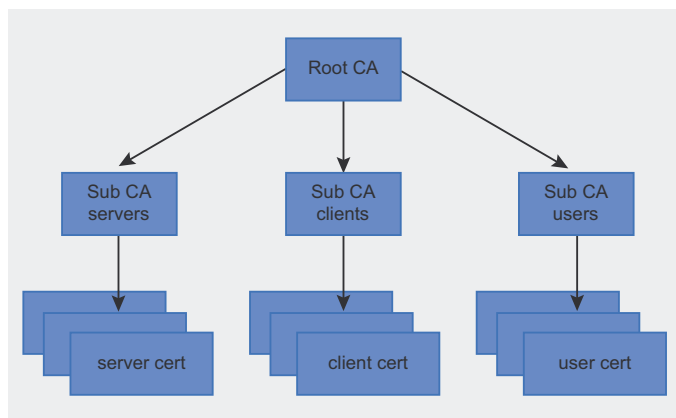 Root CA
Sub CA
servers
Sub CA
clients
Sub CA
users
server cert
client cert
user cert